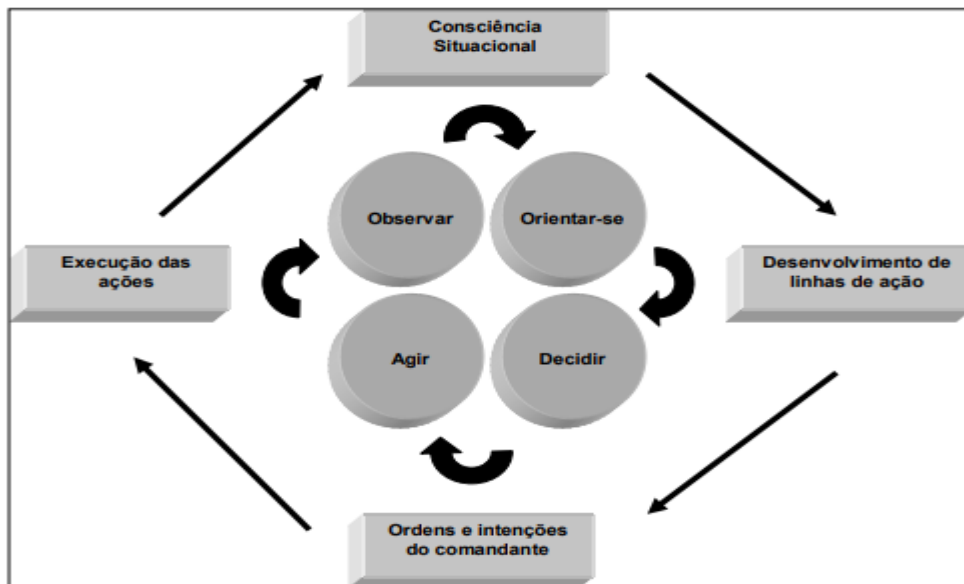 Consciência
Situacional
Observar
Orientar-se
Execução das
ações
Desenvolvimento de
linhas de ação
Agir
Decidir
Ordens e intenções
do comandante